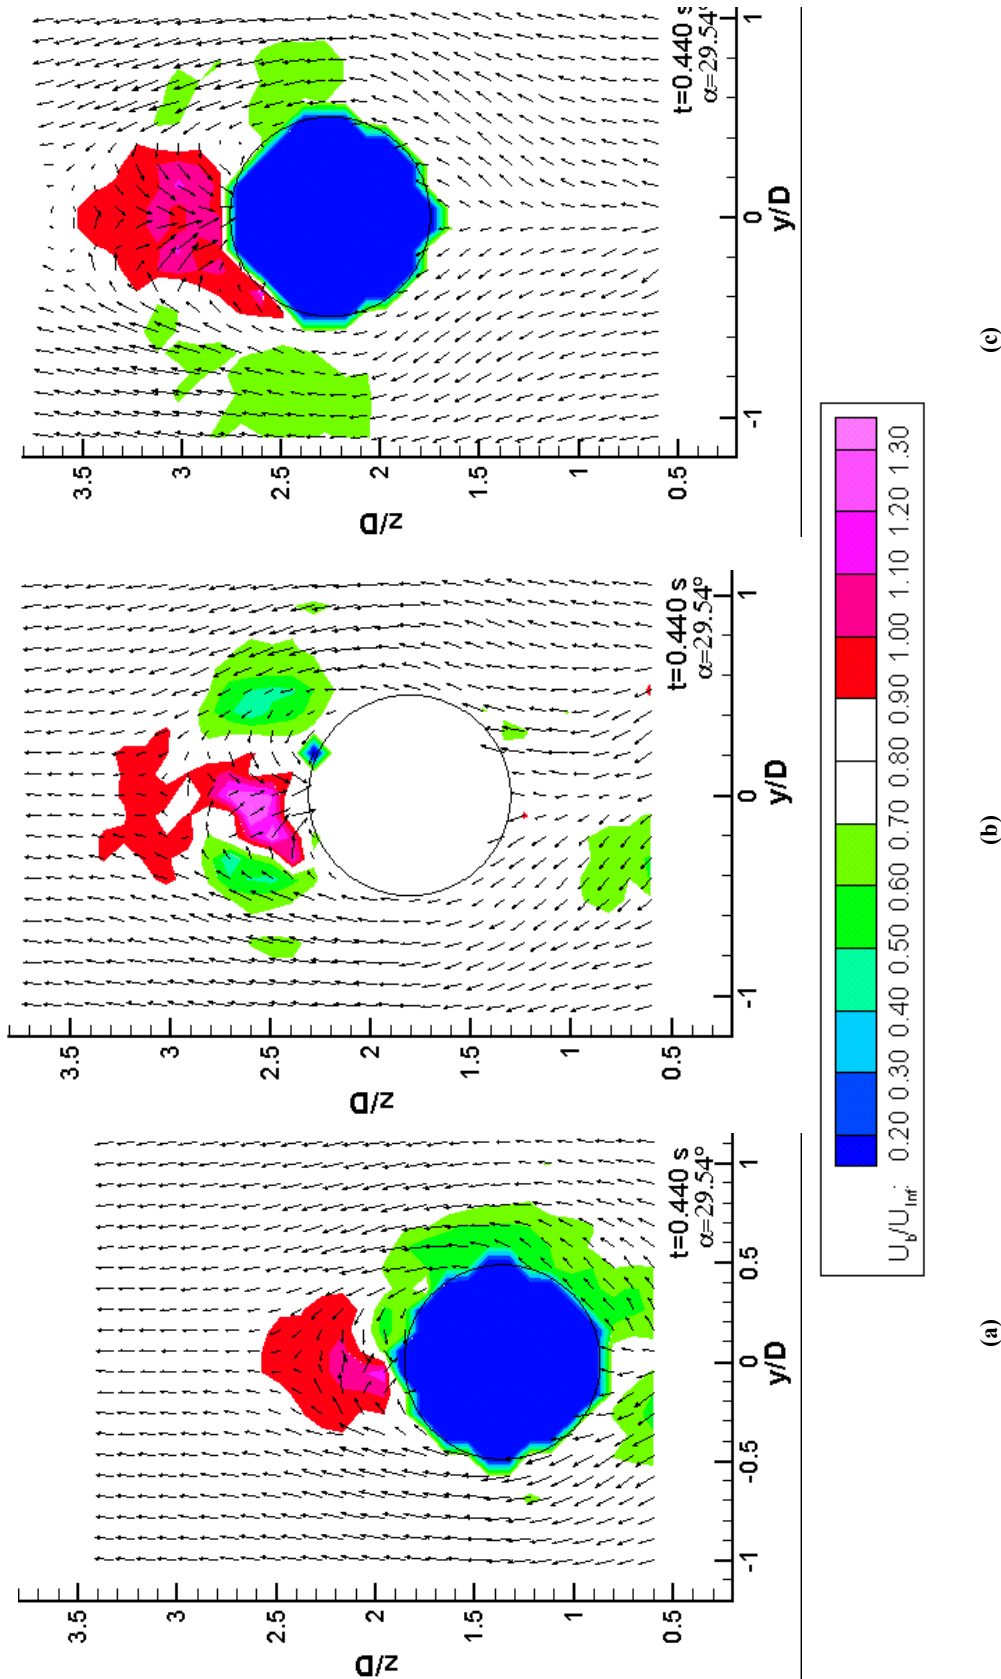 3.5
3
2.5
2
1.5
1
0.5
z/D
-1
-0.5
0
0.5
1
y/D
t=0.440 s
α=29.54°
(a)
3.5
3
2.5
2
1.5
1
0.5
z/D
-1
0
1
y/D
t=0.440 s
α=29.54°
(b)
3.5
3
2.5
2
1.5
1
0.5
z/D
-1
0
1
y/D
t=0.440 s
α=29.54°
(c)
U_b/U_inf: 0.20 0.30 0.40 0.50 0.60 0.70 0.80 0.90 1.00 1.10 1.20 1.30